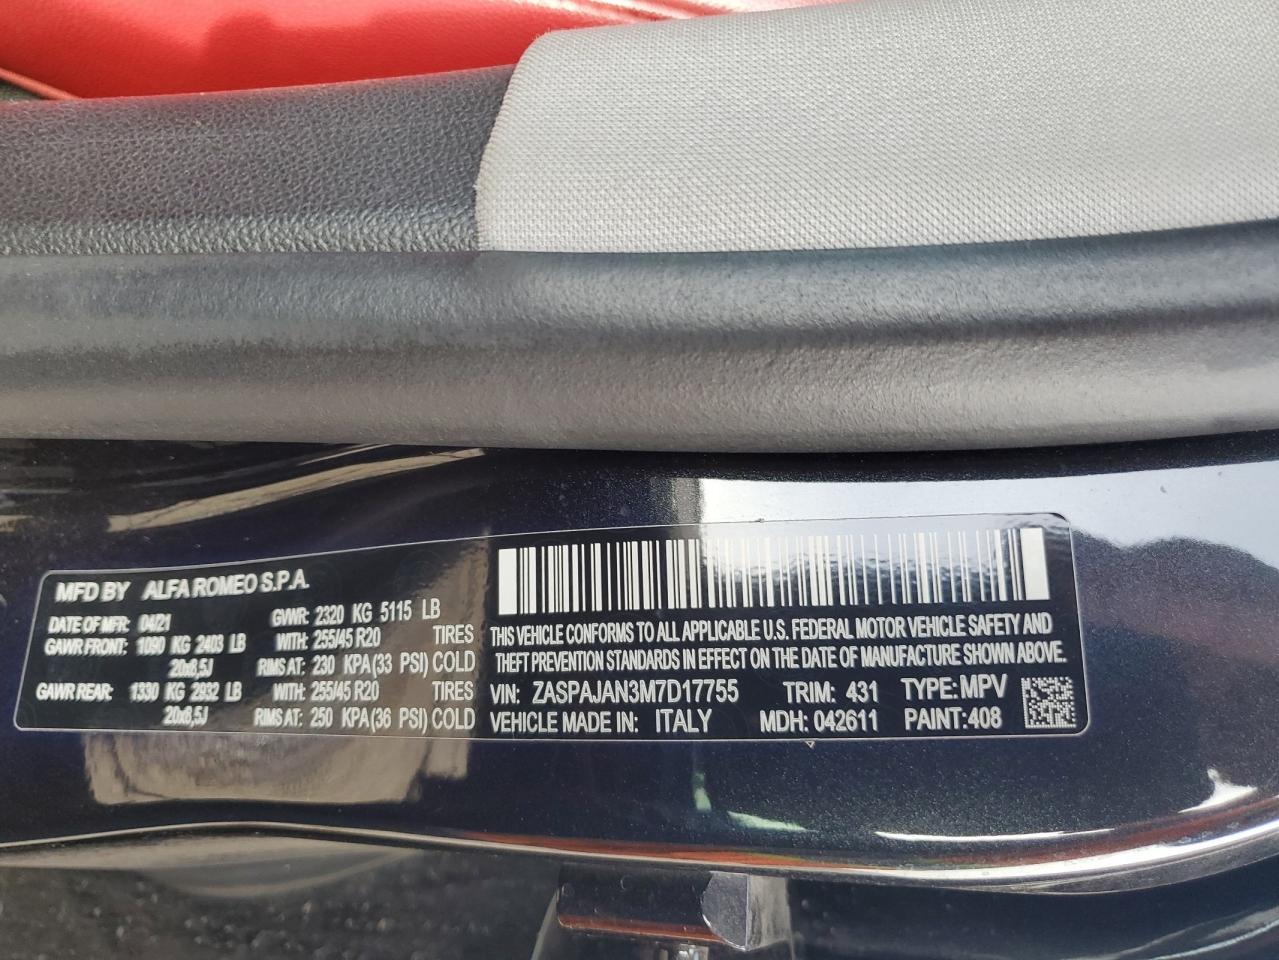 MFD BY ALFA ROMEO S.P.A.
DATE OF MFR: 04/21 GVWR: 2320 KG 5115 LB
GAWR FRONT: 1090 KG 2403 LB WITH: 255/45 R20 TIRES
20x8,5J RIMS AT: 230 KPA(33 PSI) COLD
GAWR REAR: 1330 KG 2932 LB WITH: 255/45 R20 TIRES
20x8,5J RIMS AT: 250 KPA(36 PSI) COLD
THIS VEHICLE CONFORMS TO ALL APPLICABLE U.S. FEDERAL MOTOR VEHICLE SAFETY AND
THEFT PREVENTION STANDARDS IN EFFECT ON THE DATE OF MANUFACTURE SHOWN ABOVE.
VIN: ZASPAJAN3M7D17755 TRIM: 431 TYPE:MPV
VEHICLE MADE IN: ITALY MDH: 042611 PAINT:408